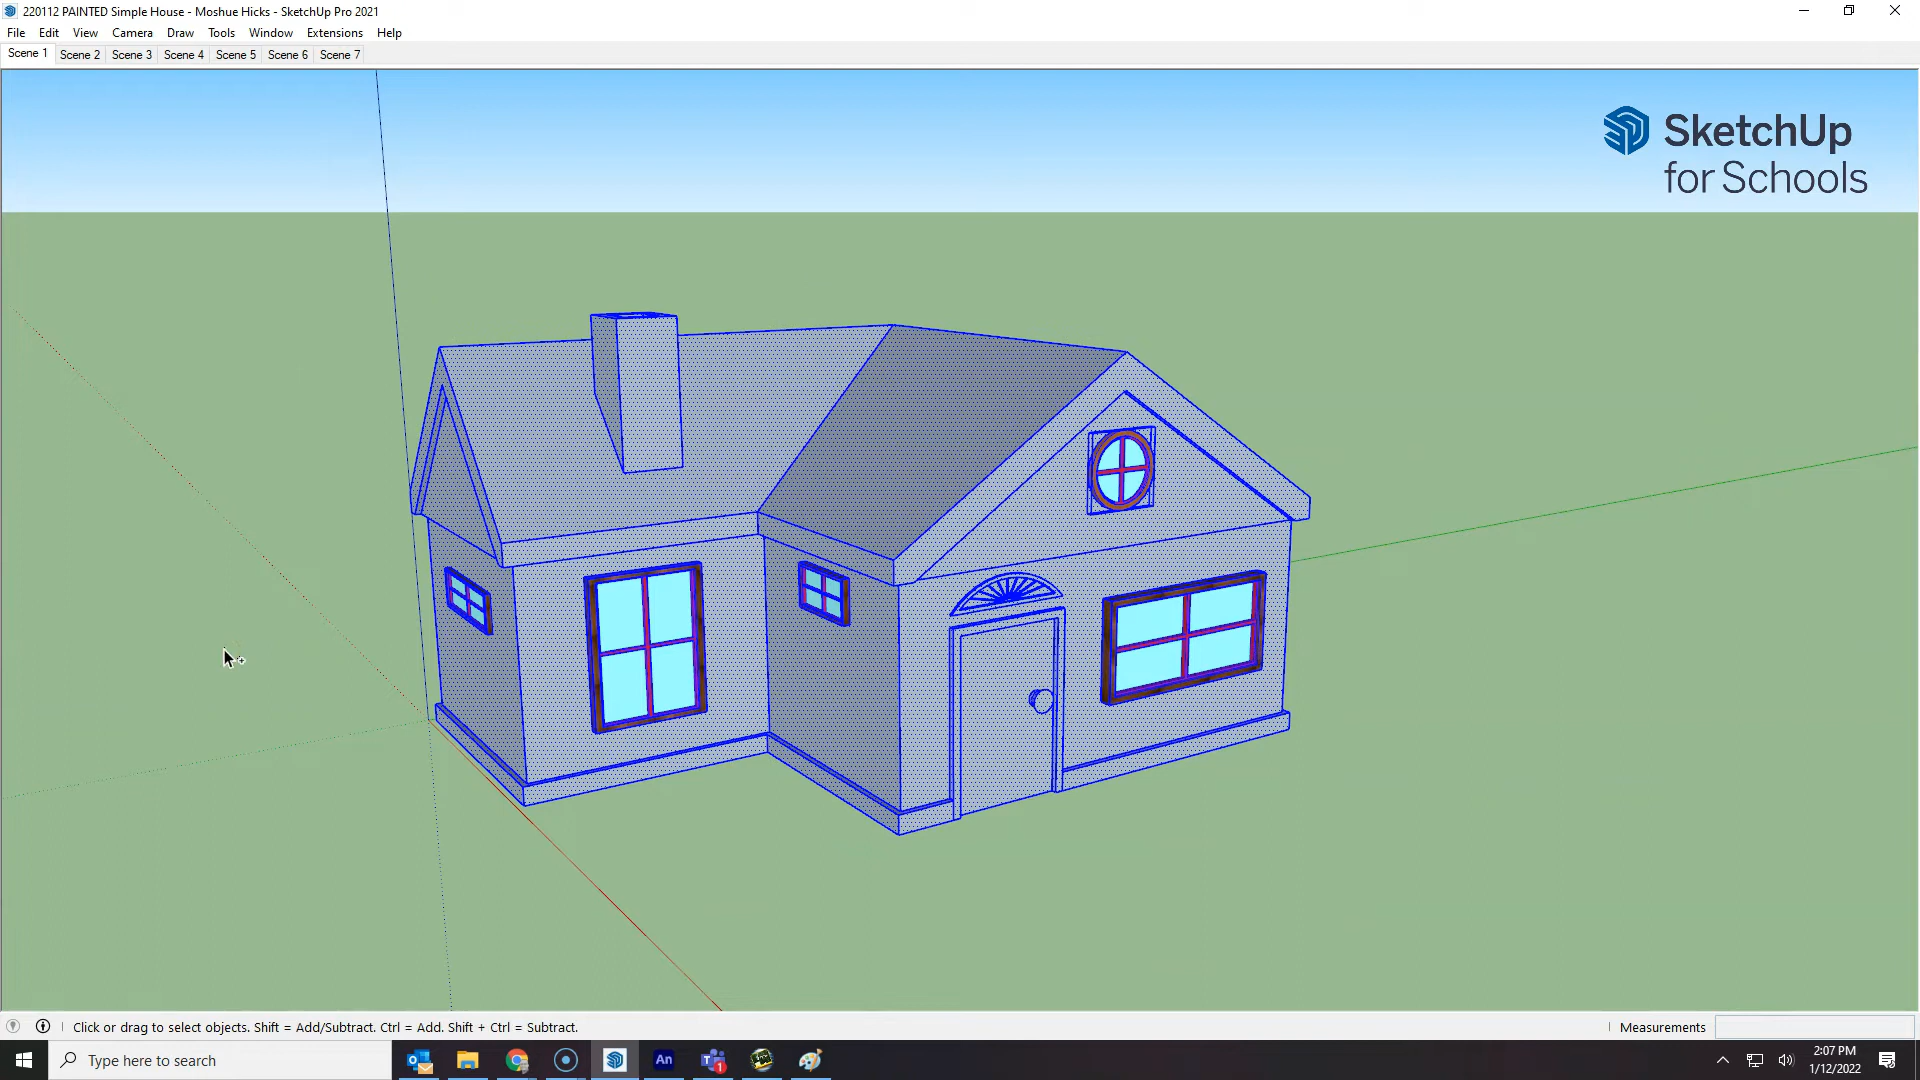 220112 PAINTED Simple House - Moshue Hicks - SketchUp Pro 2021
File Edit View Camera Draw Tools Window Extensions Help
Scene 1 Scene 2 Scene 3 Scene 4 Scene 5 Scene 6 Scene 7
SketchUp
for Schools
Click or drag to select objects. Shift = Add/Subtract. Ctrl = Add. Shift + Ctrl = Subtract.
Measurements
Type here to search
An
T
1
2:07 PM
1/12/2022